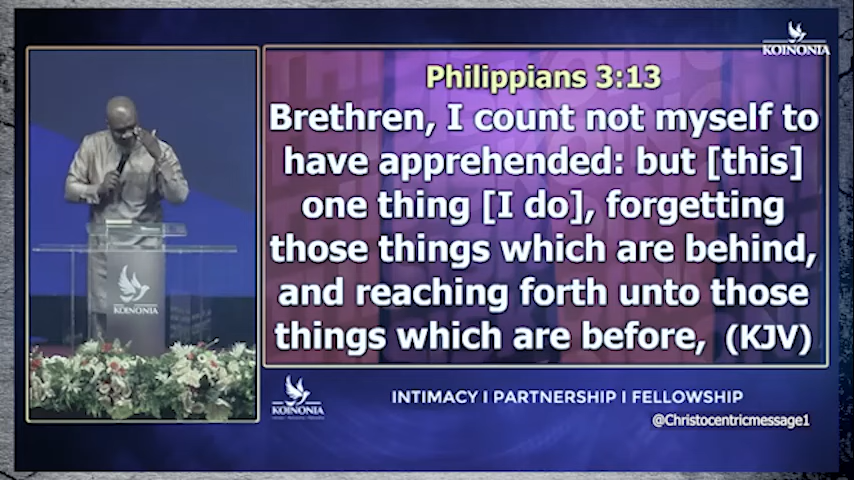 KOINONIA
Philippians 3:13
Brethren, I count not myself to
have apprehended: but [this]
one thing [I do], forgetting
those things which are behind,
and reaching forth unto those
things which are before, (KJV)
KOINONIA
KOINONIA
INTIMACY I PARTNERSHIP I FELLOWSHIP
@Christocentricmessage1